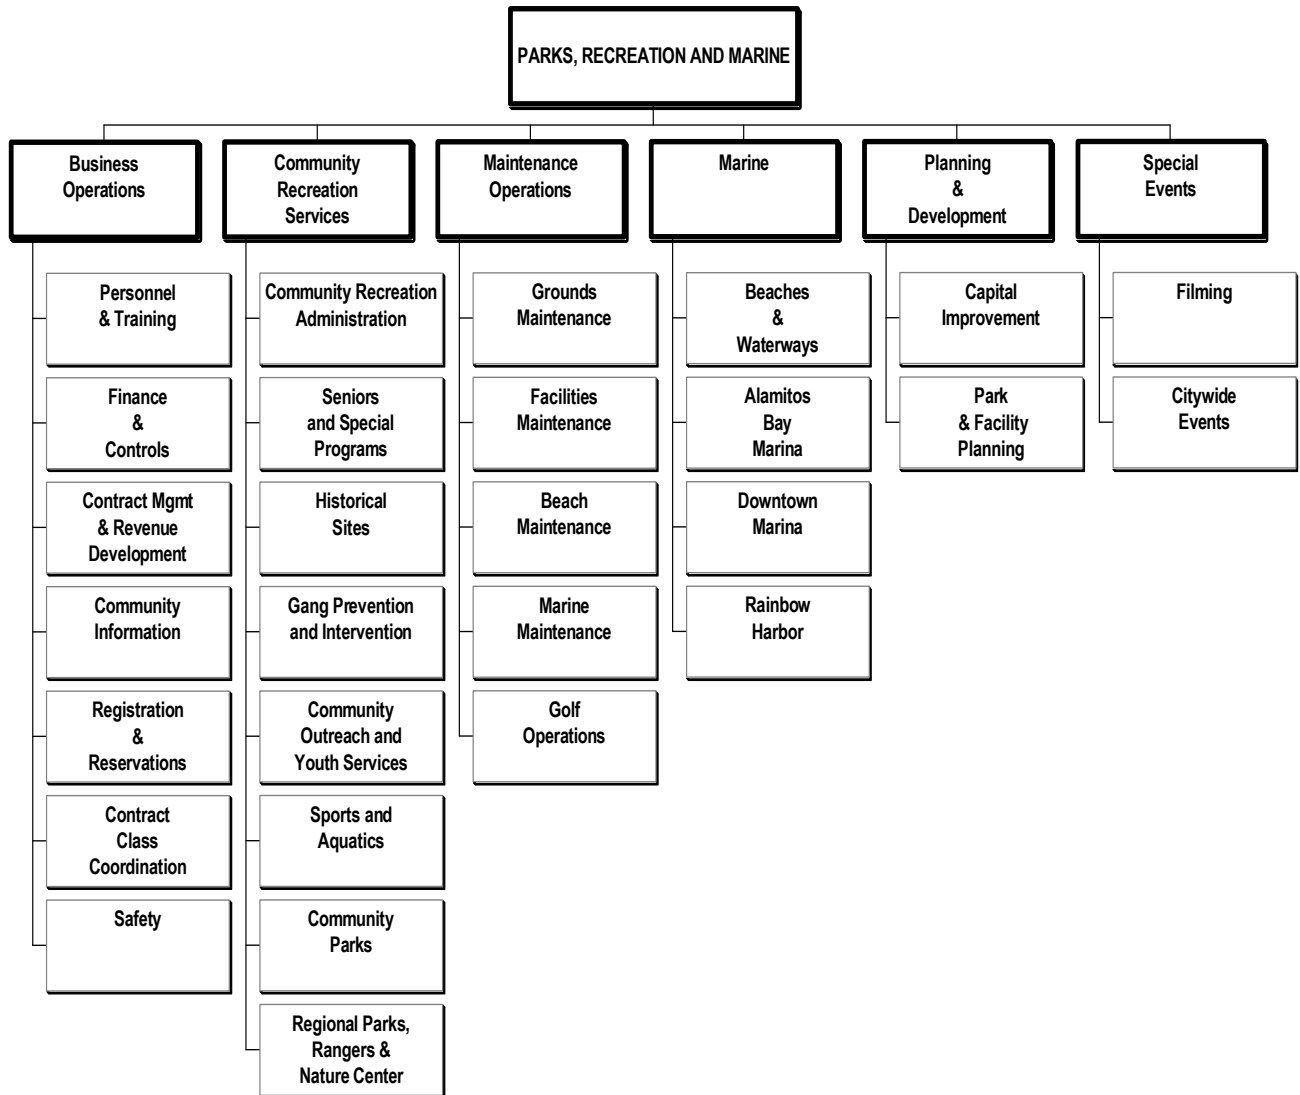 PARKS, RECREATION AND MARINE
Business
Operations
Community
Recreation
Services
Maintenance
Operations
Marine
Planning
&
Development
Special
Events
Personnel
& Training
Finance
&
Controls
Contract Mgmt
& Revenue
Development
Community
Information
Registration
&
Reservations
Contract
Class
Coordination
Safety
Community Recreation
Administration
Seniors
and Special
Programs
Historical
Sites
Gang Prevention
and Intervention
Community
Outreach and
Youth Services
Sports and
Aquatics
Community
Parks
Regional Parks,
Rangers &
Nature Center
Grounds
Maintenance
Facilities
Maintenance
Beach
Maintenance
Marine
Maintenance
Golf
Operations
Beaches
&
Waterways
Alamitos
Bay
Marina
Downtown
Marina
Rainbow
Harbor
Capital
Improvement
Park
& Facility
Planning
Filming
Citywide
Events